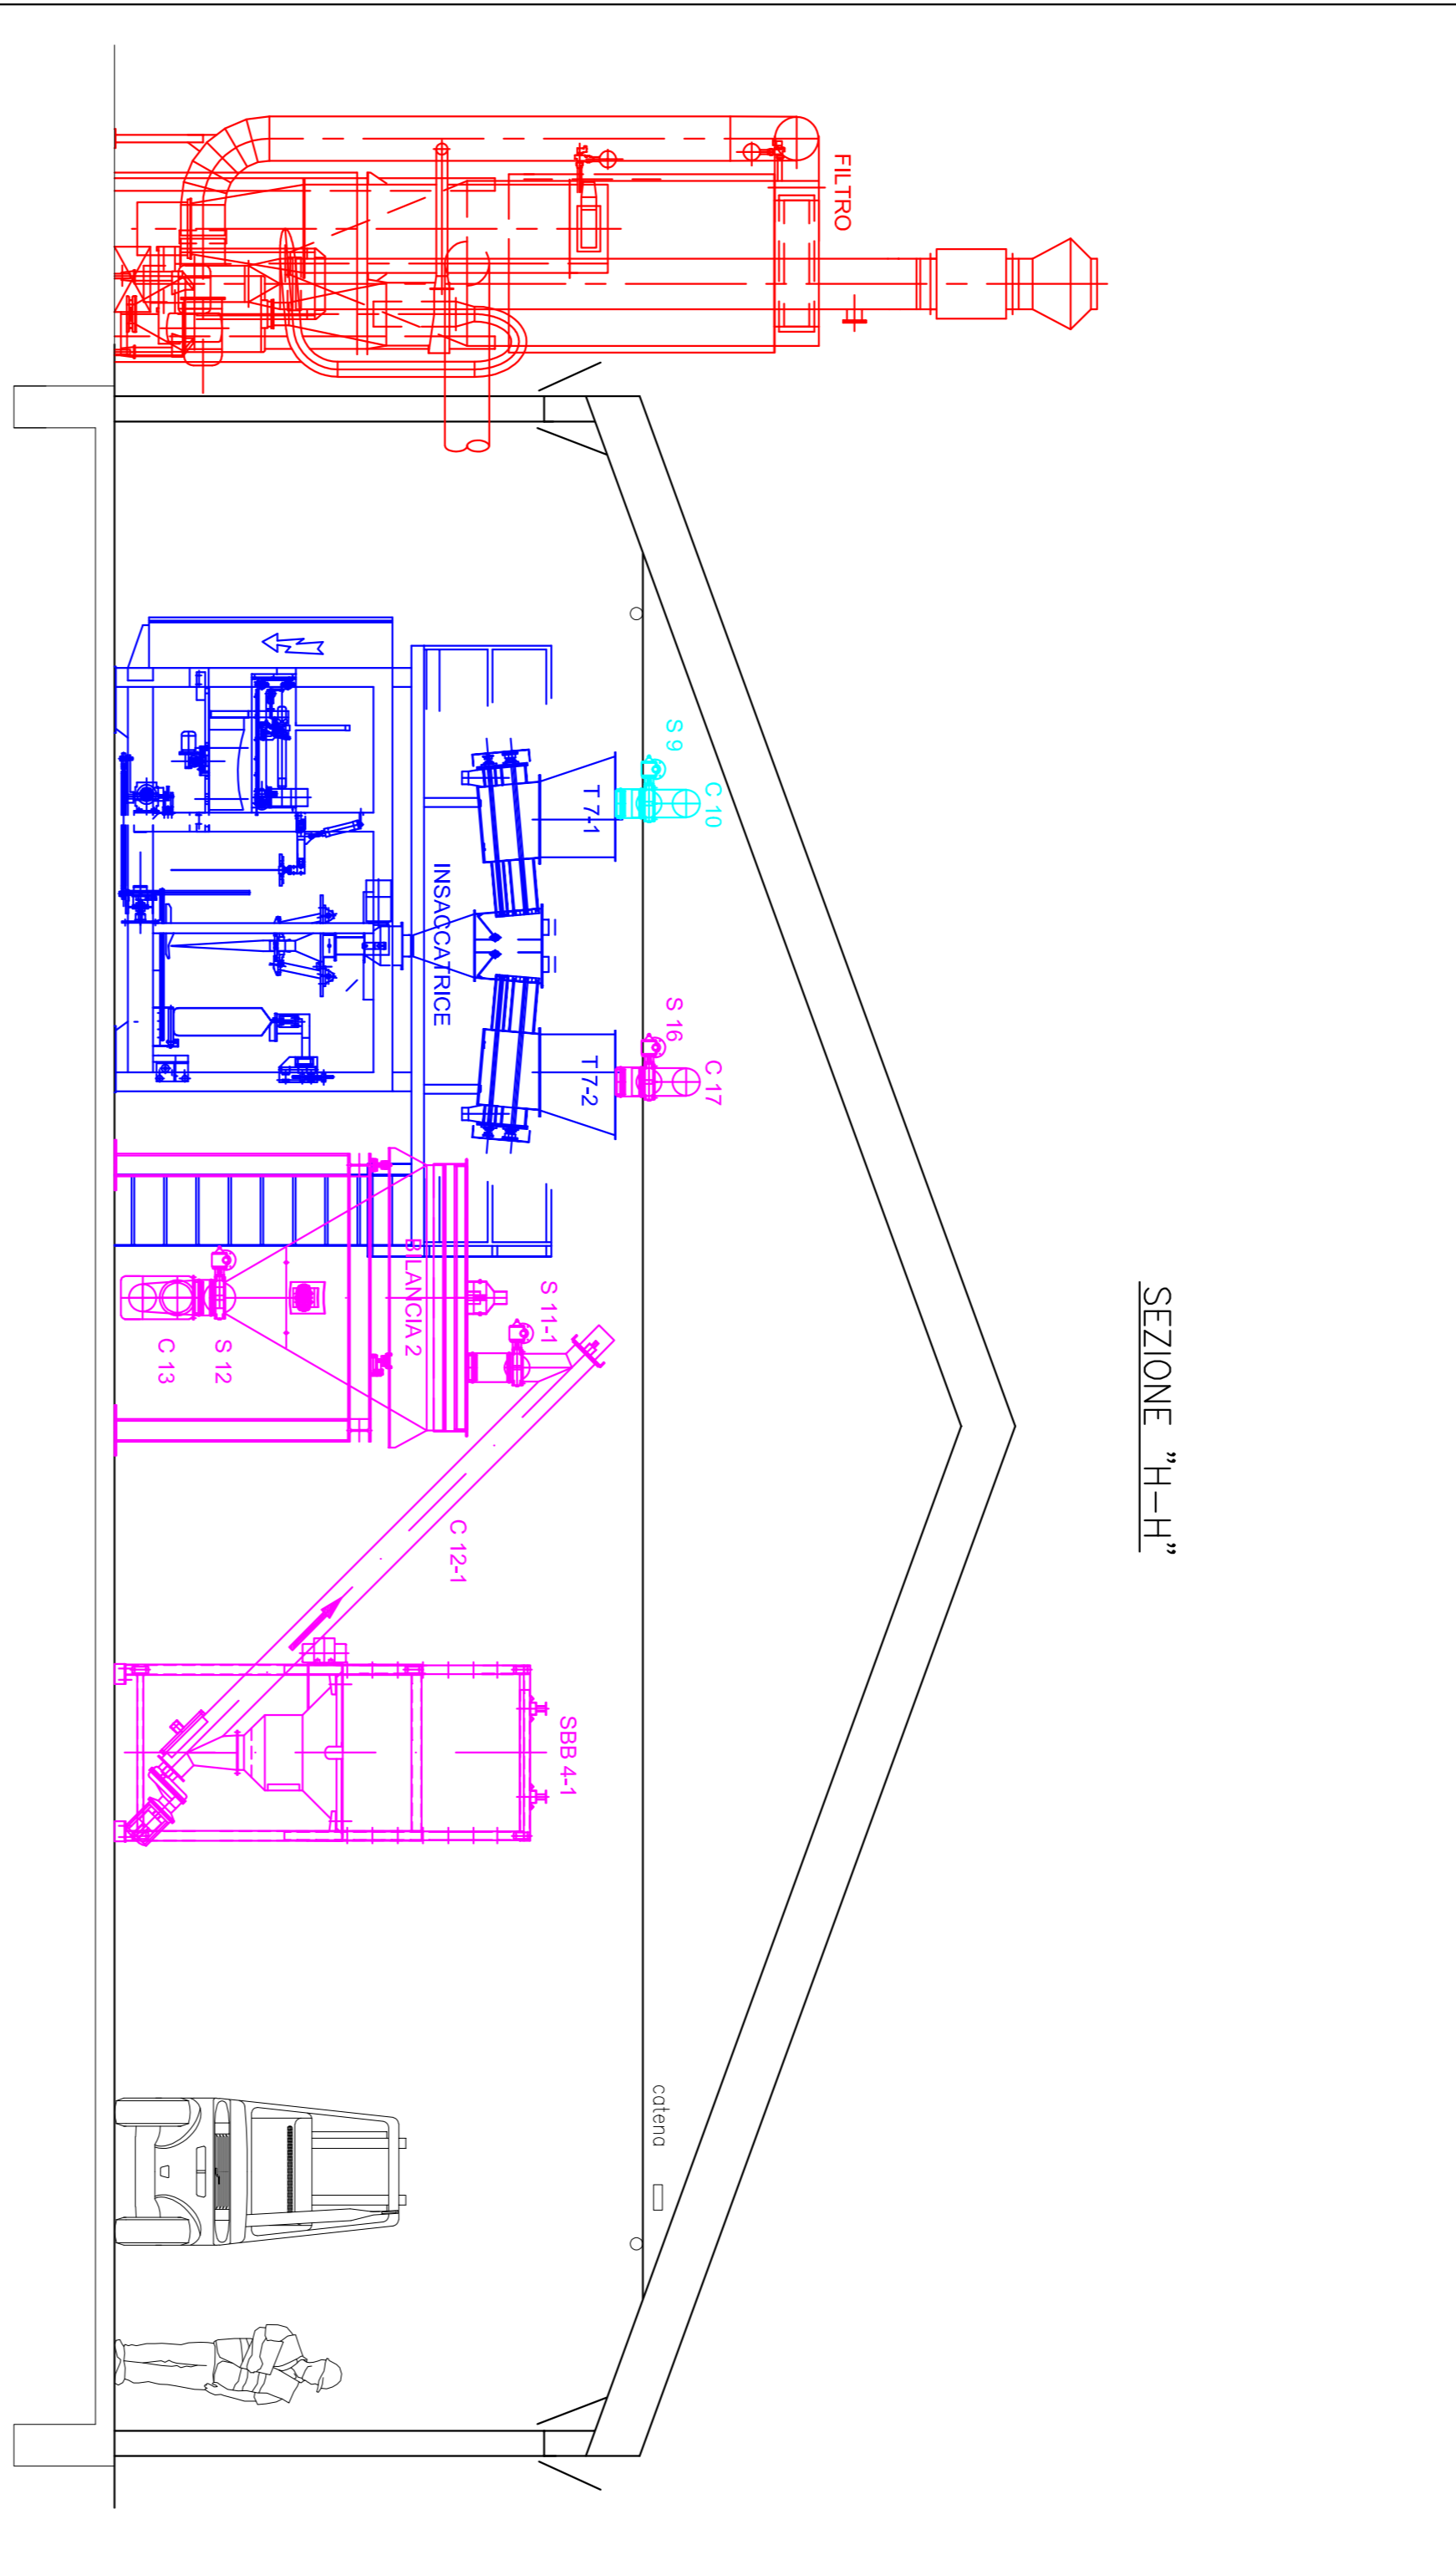 SEZIONE "H-H"
FILTRO
S 9
C 10
S 16
C 17
T 7-1
T 7-2
INSACCATRICE
catena
S 11-1
BILANCIA 2
SBB 4-1
C 12-1
S 12
C 13